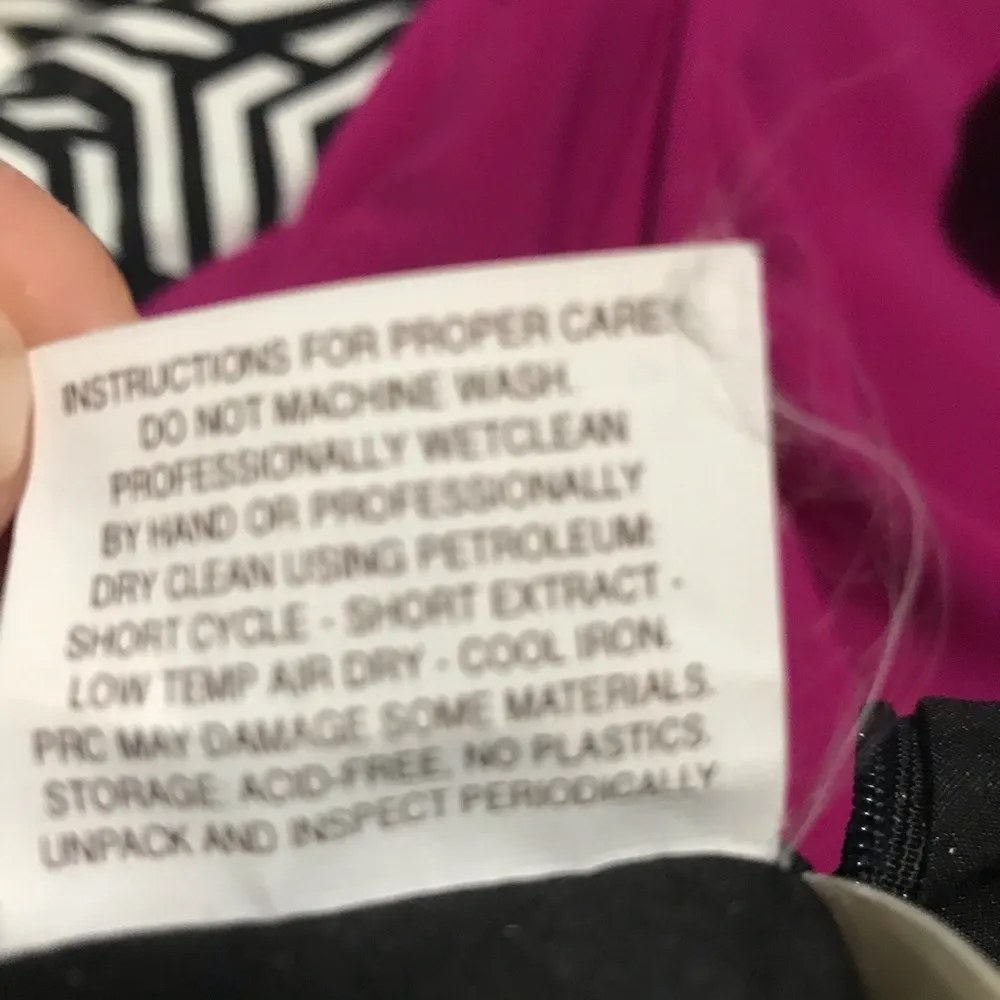 INSTRUCTIONS FOR PROPER CARE:
DO NOT MACHINE WASH.
PROFESSIONALLY WETCLEAN
BY HAND OR PROFESSIONALLY
DRY CLEAN USING PETROLEUM:
SHORT CYCLE - SHORT EXTRACT -
LOW TEMP AIR DRY - COOL IRON.
PRC MAY DAMAGE SOME MATERIALS.
STORAGE: ACID-FREE, NO PLASTICS.
UNPACK AND INSPECT PERIODICALLY